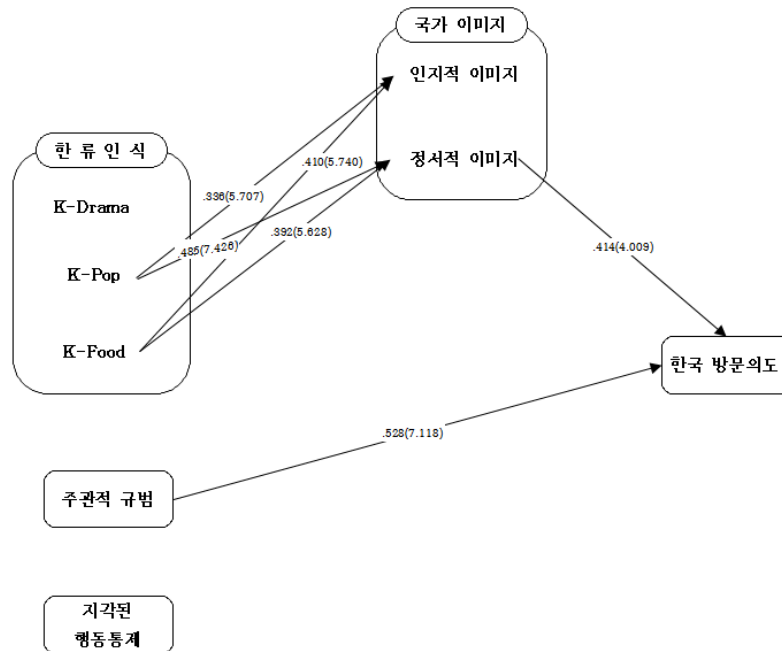 국가 이미지
인지적 이미지
정서적 이미지
한 류 인 식
K-Drama
K-Pop
K-Food
.336(5.707)
.410(5.740)
.485(7.426)
.392(5.628)
.414(4.009)
한국 방문의도
.528(7.118)
주관적 규범
지각된
행동통제